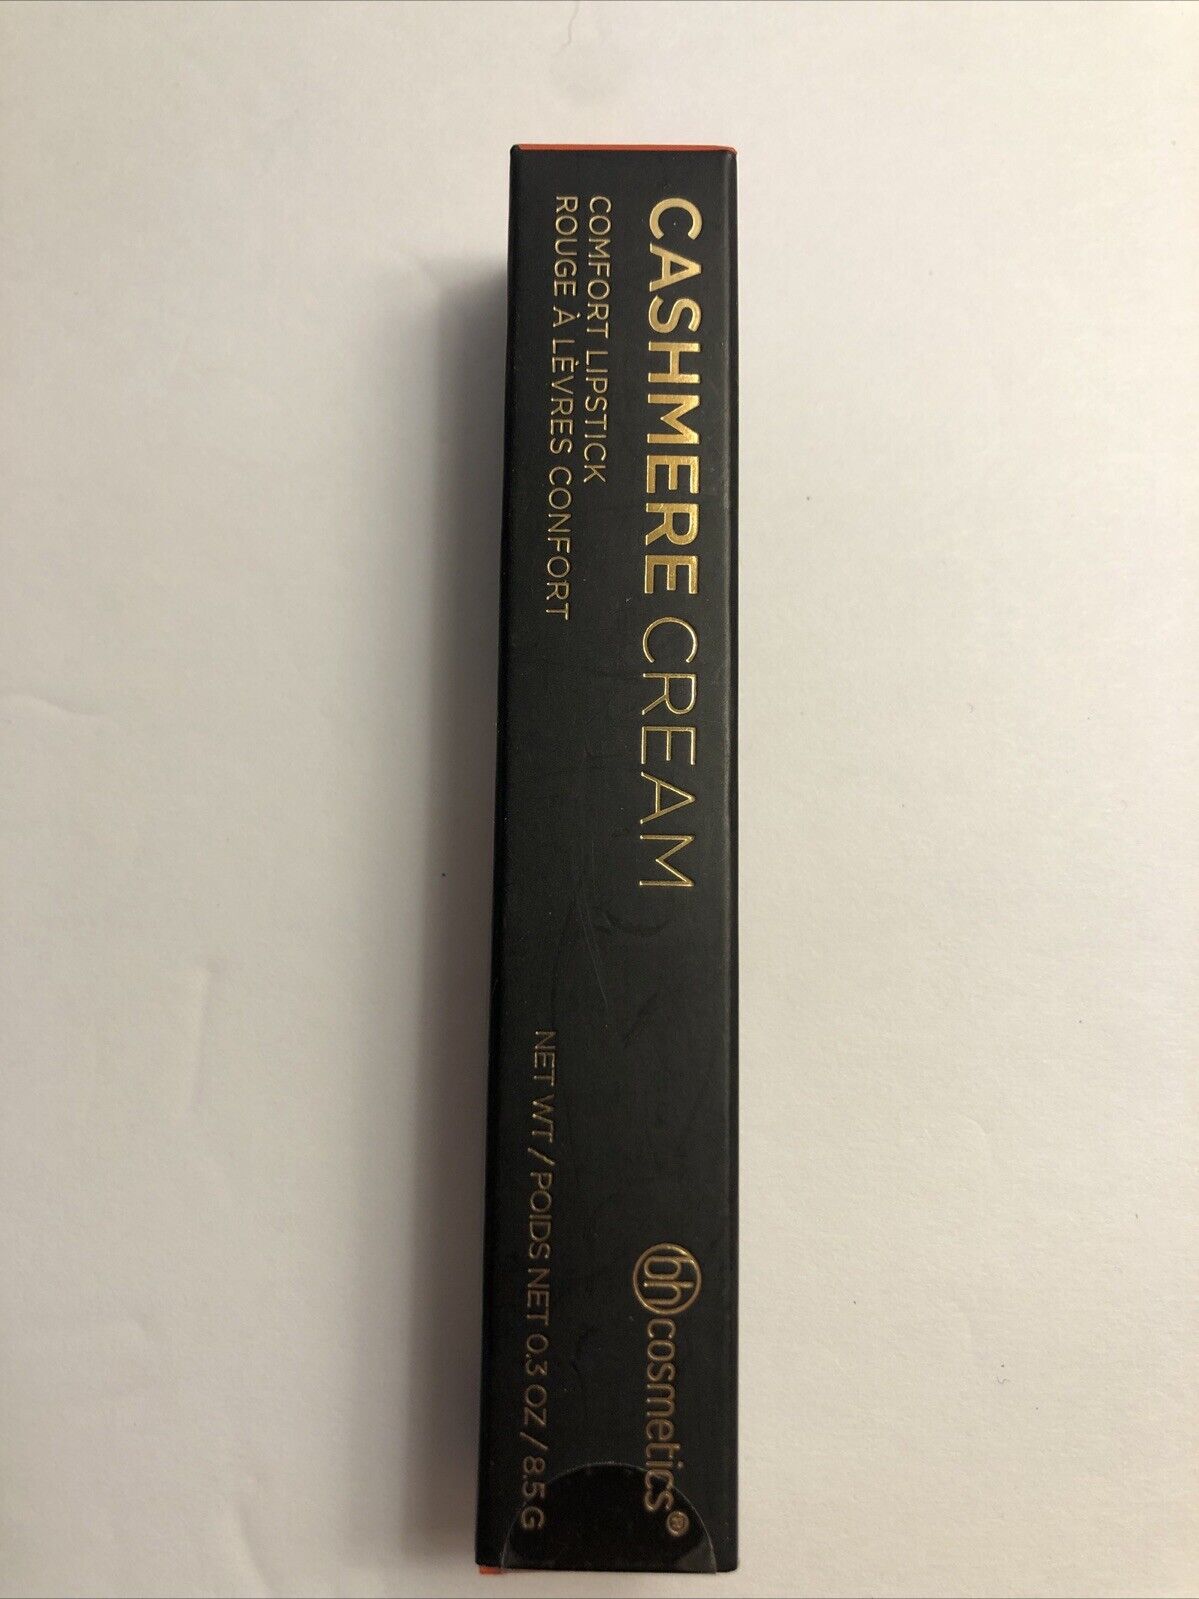 CASHMERE CREAM
COMFORT LIPSTICK
ROUGE À LÈVRES CONFORT
bh cosmetics®
NET WT / POIDS NET 0.3 OZ / 8.5 G